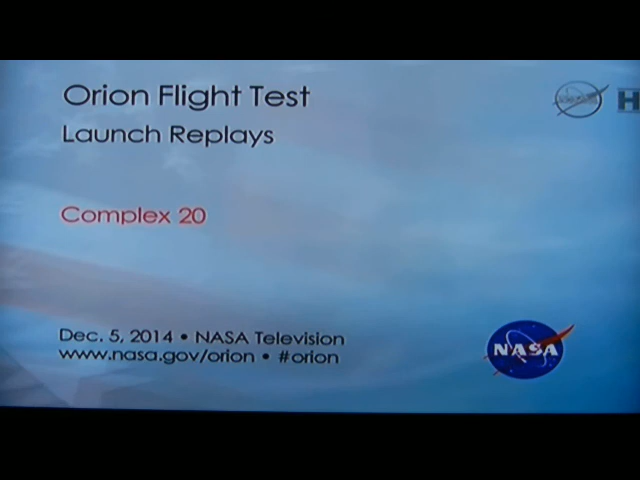 Orion Flight Test
Launch Replays
H
Complex 20
Dec. 5, 2014 • NASA Television
www.nasa.gov/orion • #orion
NASA